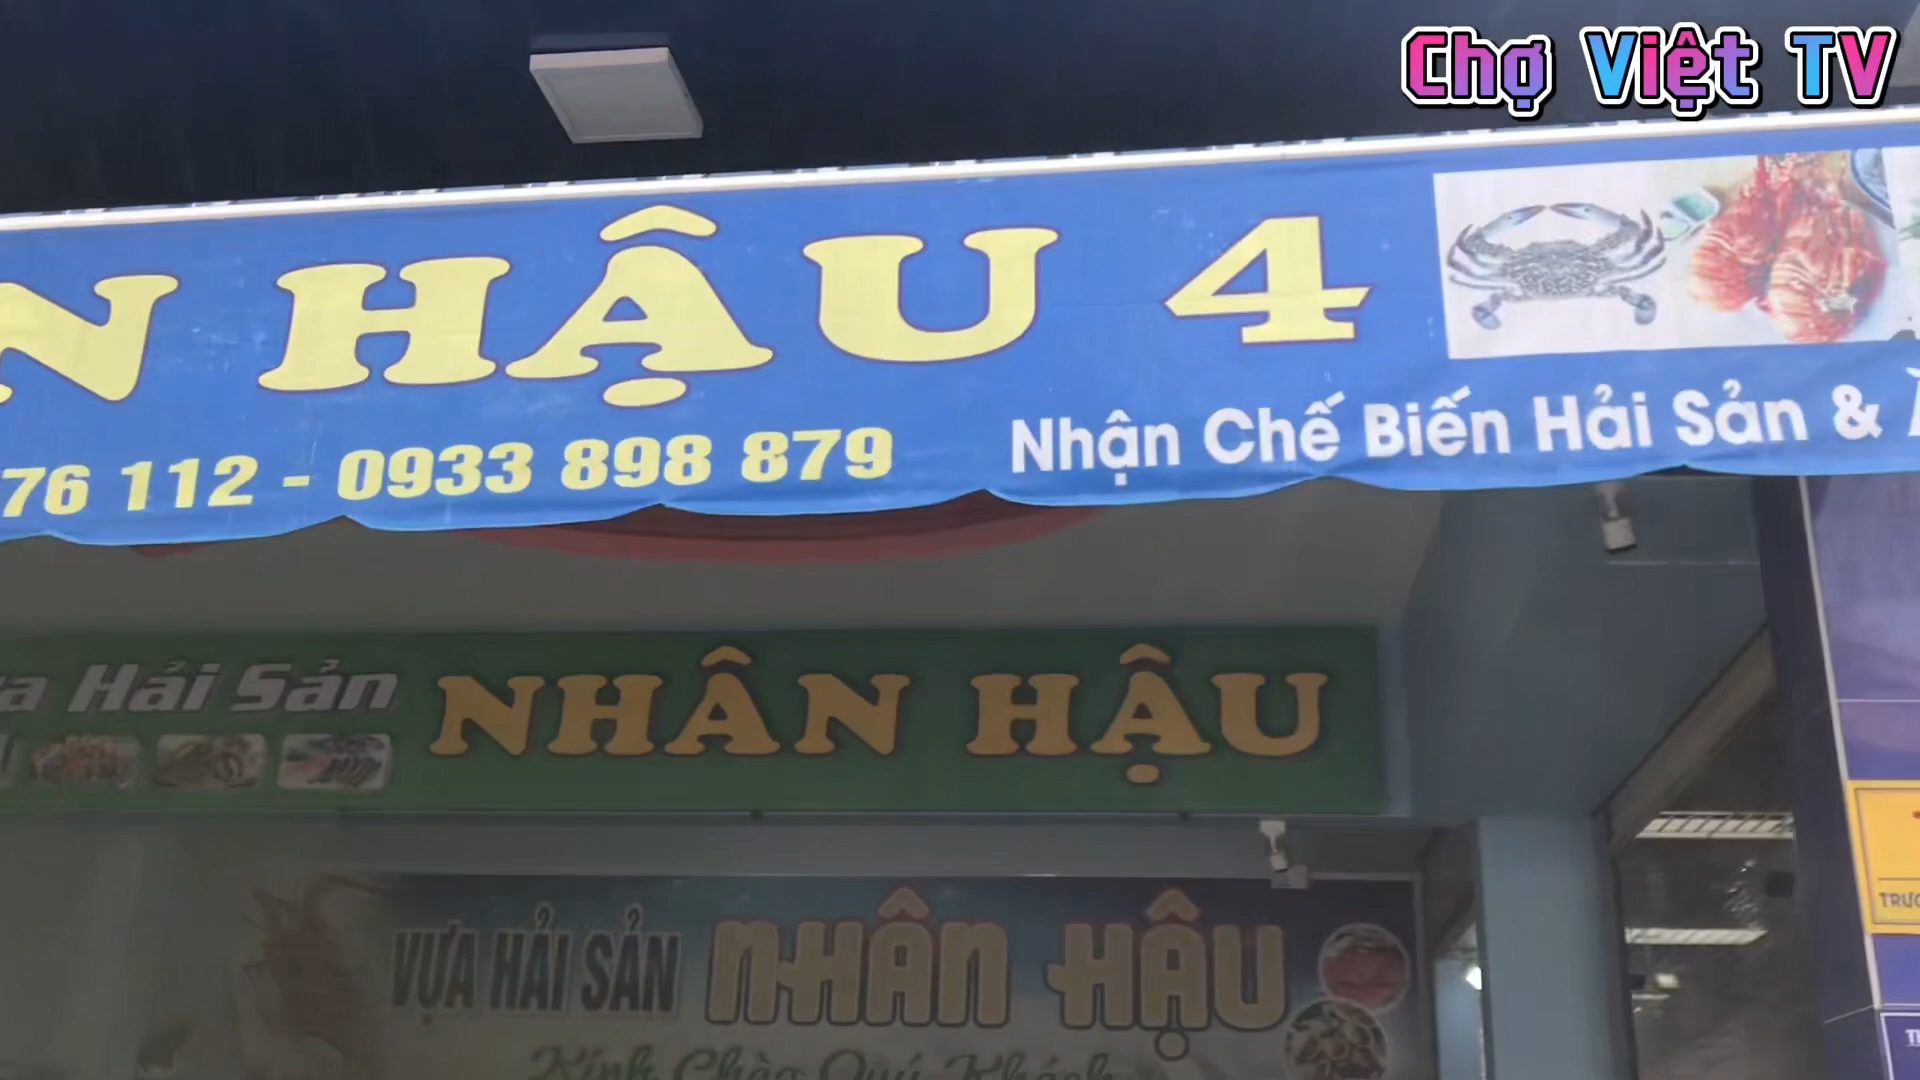 Chợ Việt TV
N HẬU 4
76 112 - 0933 898 879
Nhận Chế Biến Hải Sản &
Hải Sản
NHÂN HẬU
VỰA HẢI SẢN NHÂN HẬU
Kính Chào Quý Khách